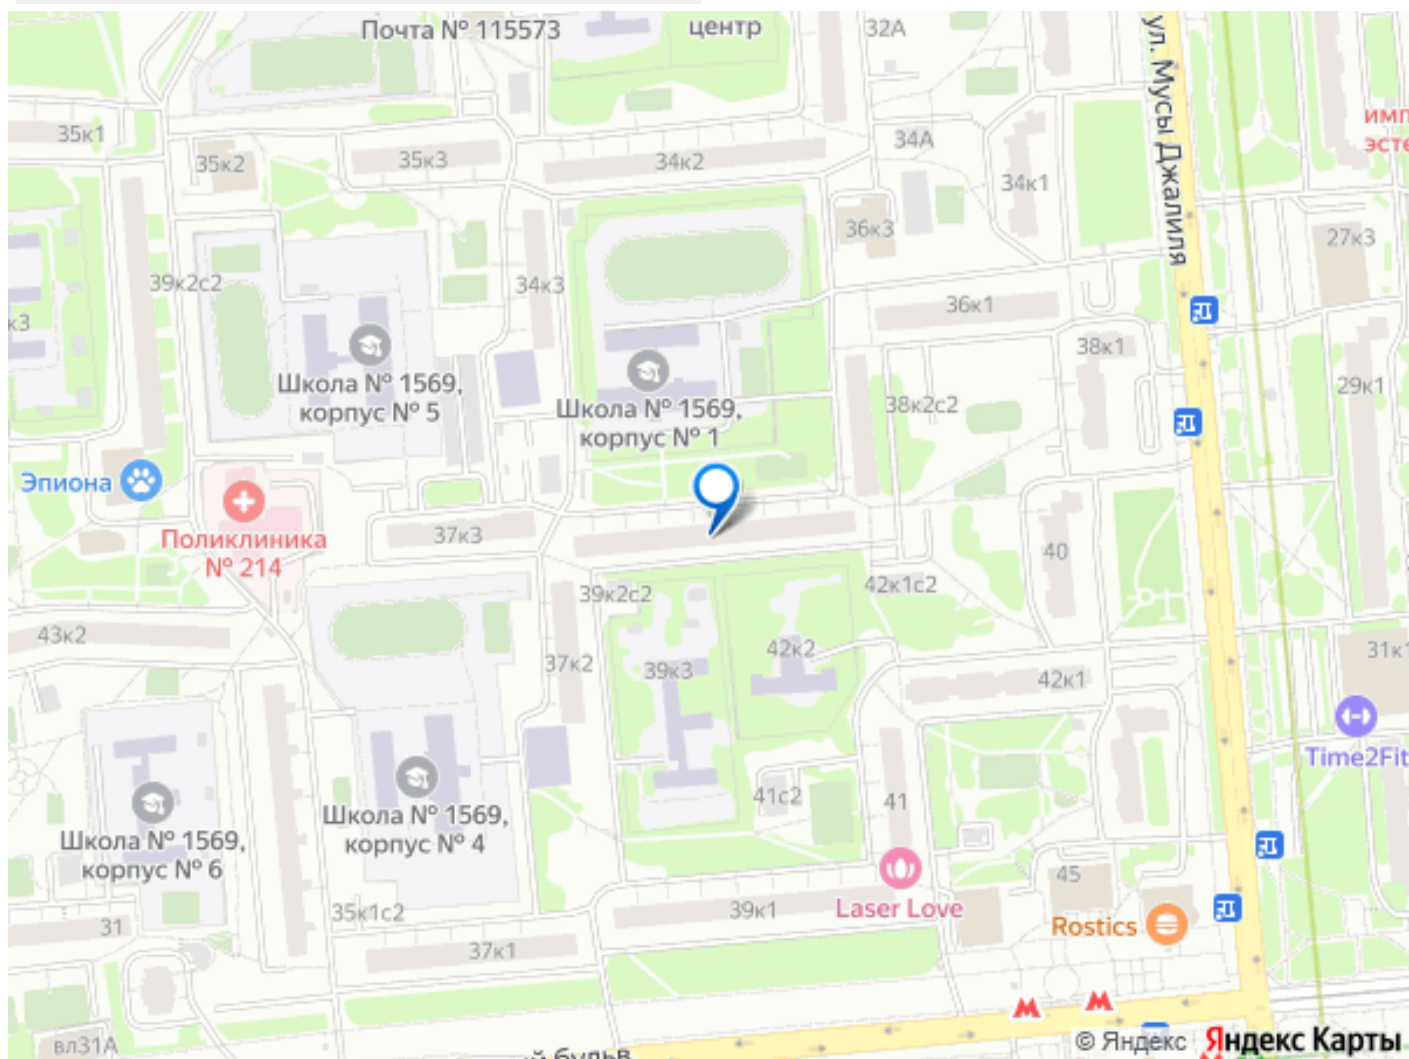 Почта № 115573
центр
32А
ул. Мусы Джалиля
35к1
35к2
35к3
34к2
34А
34к1
36к3
27к3
39к2с2
34к3
36к1
38к1
к3
Школа № 1569,
корпус № 5
Школа № 1569,
корпус № 1
38к2с2
29к1
Эпиона
Поликлиника
№ 214
37к3
40
39к2с2
42к1с2
43к2
37к2
39к3
42к2
42к1
31к1
Time2Fit
Школа № 1569,
корпус № 6
Школа № 1569,
корпус № 4
41с2
41
45
Laser Love
Rostics
35к1с2
39к1
31
37к1
вл31А
© Яндекс Яндекс Карты